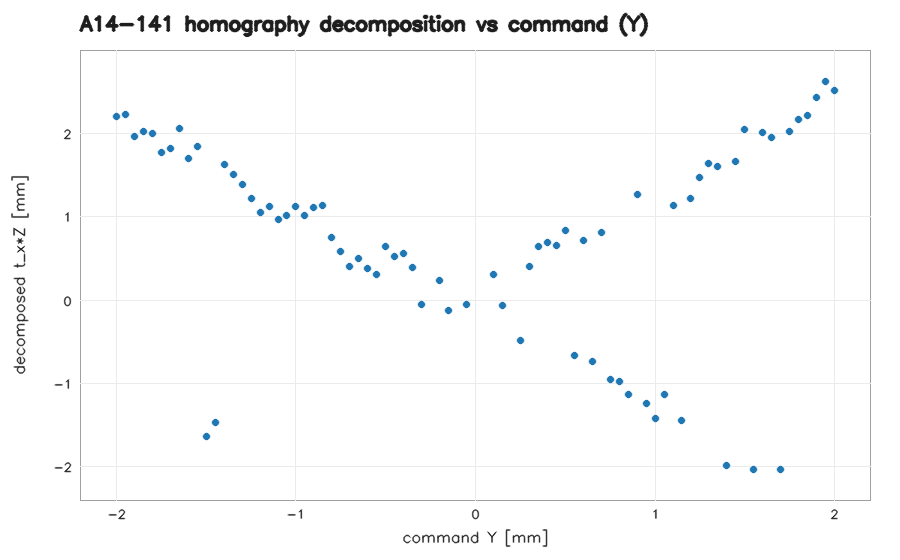 A14−141 homography decomposition vs command (Y)
decomposed t_x*Z [mm]
2
1
0
−1
−2
−2 −1 0 1 2
command Y [mm]